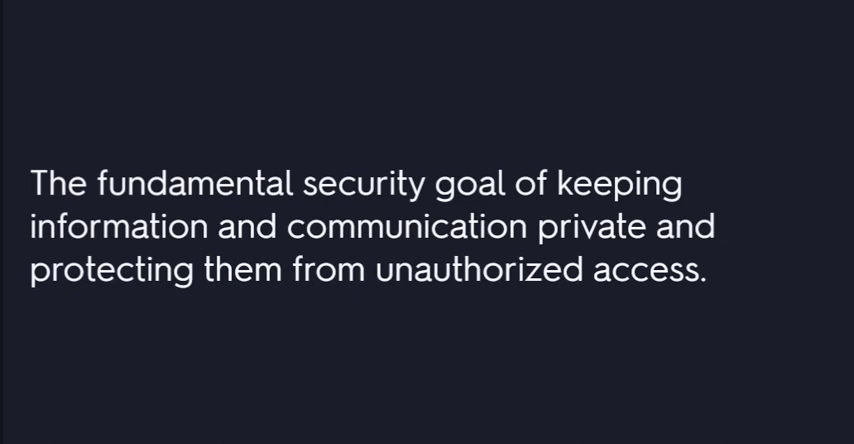 The fundamental security goal of keeping
information and communication private and
protecting them from unauthorized access.